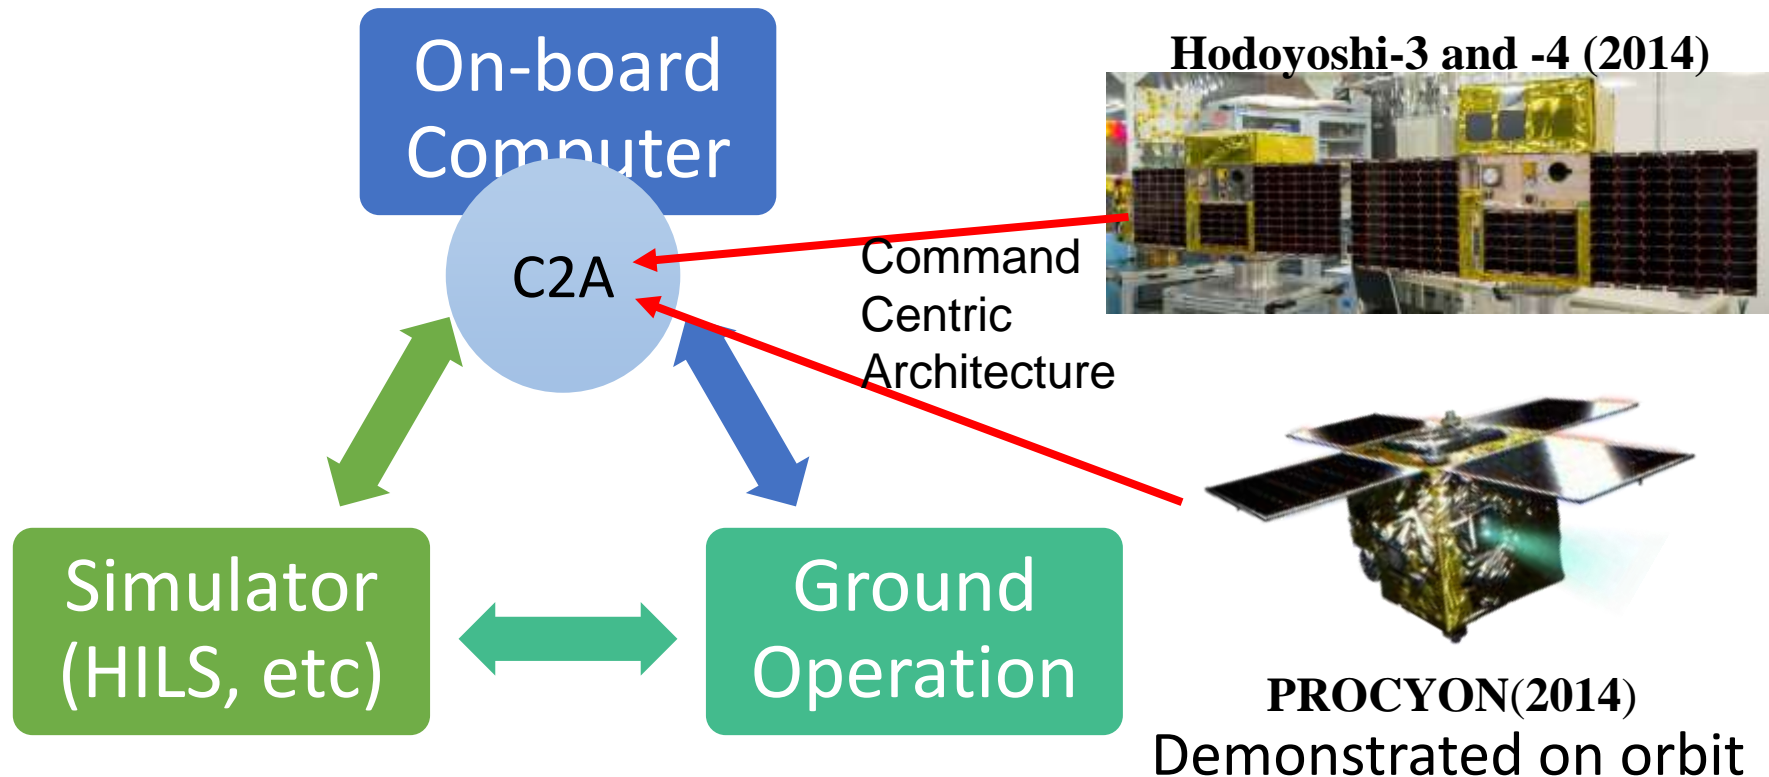 On-board
Computer
C2A
Command
Centric
Architecture
Hodoyoshi-3 and -4 (2014)
Simulator
(HILS, etc)
Ground
Operation
PROCYON(2014)
Demonstrated on orbit